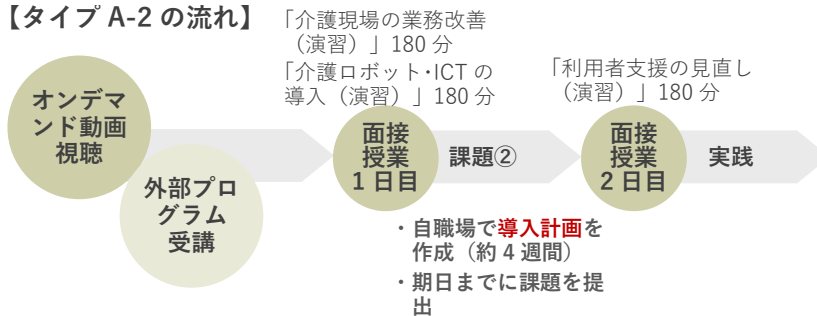 【タイプ A-2 の流れ】
「介護現場の業務改善
（演習）」180 分
「介護ロボット・ICT の
導入（演習）」180 分
「利用者支援の見直し
（演習）」180 分
オンデマ
ンド動画
視聴
外部プロ
グラム
受講
面接
授業
1 日目
課題②
面接
授業
2 日目
実践
・自職場で導入計画を
作成（約 4 週間）
・期日までに課題を提
出